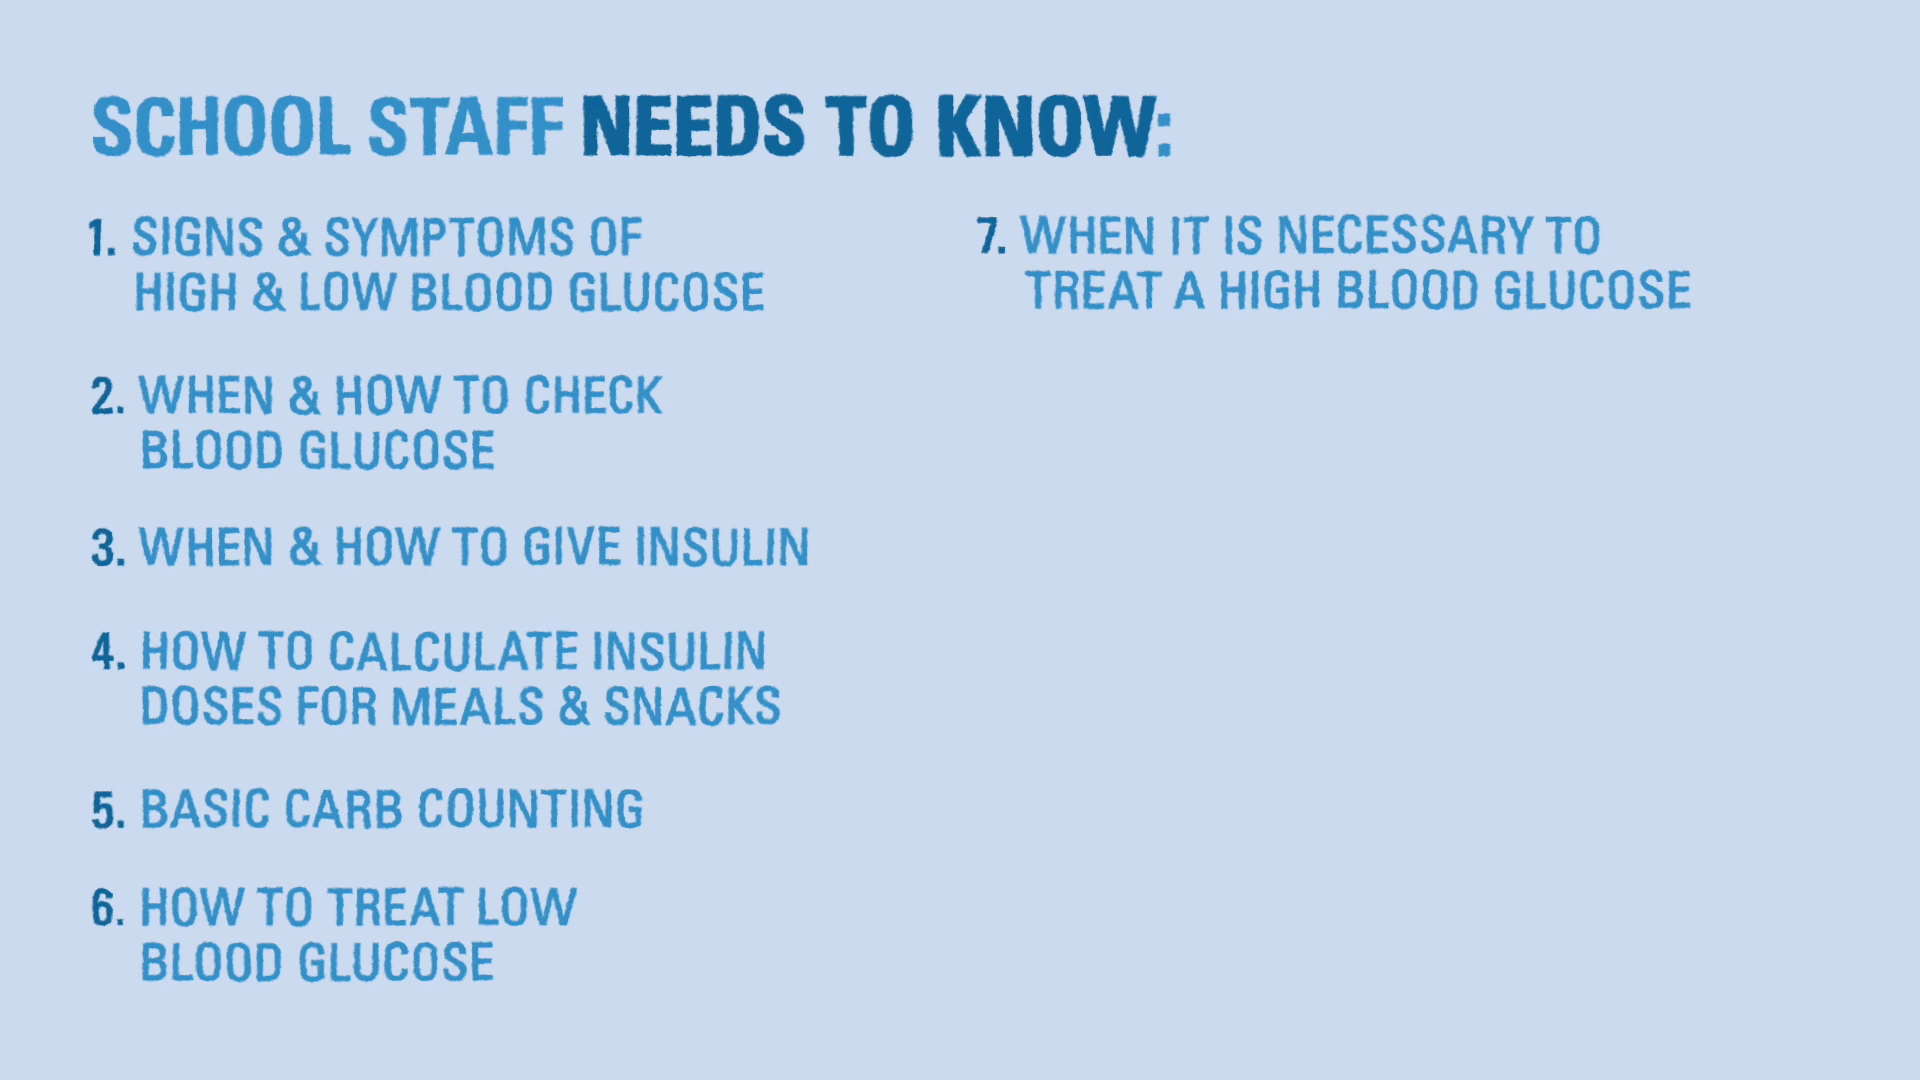 SCHOOL STAFF NEEDS TO KNOW:
1. SIGNS & SYMPTOMS OF
HIGH & LOW BLOOD GLUCOSE
2. WHEN & HOW TO CHECK
BLOOD GLUCOSE
3. WHEN & HOW TO GIVE INSULIN
4. HOW TO CALCULATE INSULIN
DOSES FOR MEALS & SNACKS
5. BASIC CARB COUNTING
6. HOW TO TREAT LOW
BLOOD GLUCOSE
7. WHEN IT IS NECESSARY TO
TREAT A HIGH BLOOD GLUCOSE